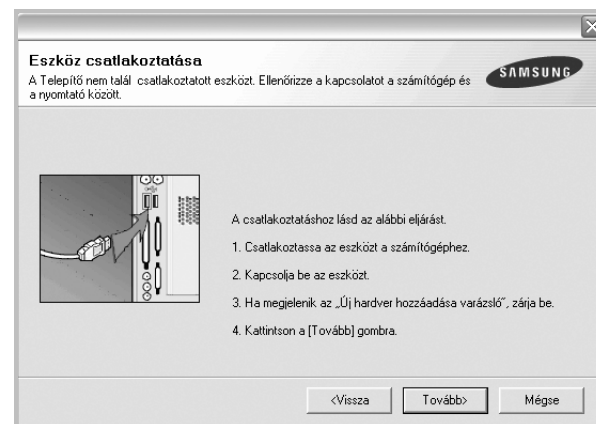 Eszköz csatlakoztatása
A Telepítő nem talál csatlakoztatott eszközt. Ellenőrizze a kapcsolatot a számítógép és
a nyomtató között.
SAMSUNG
A csatlakoztatáshoz lásd az alábbi eljárást.
1. Csatlakoztassa az eszközt a számítógéphez.
2. Kapcsolja be az eszközt.
3. Ha megjelenik az „Új hardver hozzáadása varázsló”, zárja be.
4. Kattintson a [Tovább] gombra.
<Vissza Tovább> Mégse